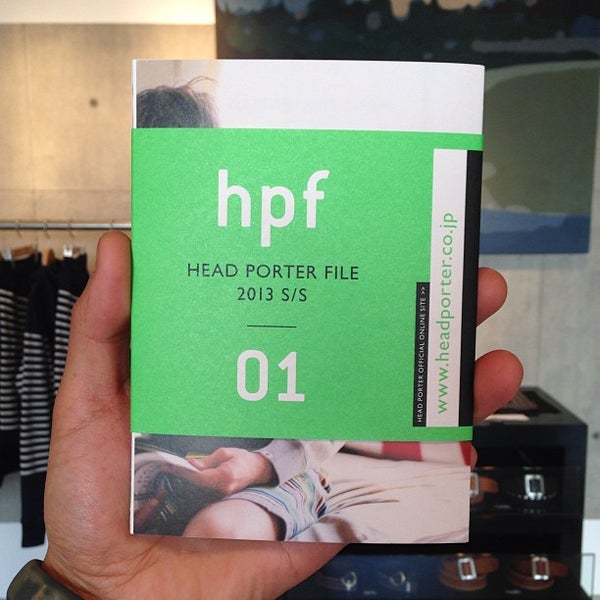 hpf
HEAD PORTER FILE
2013 S/S
01
HEAD PORTER OFFICIAL ONLINE SITE >>
www.headporter.co.jp